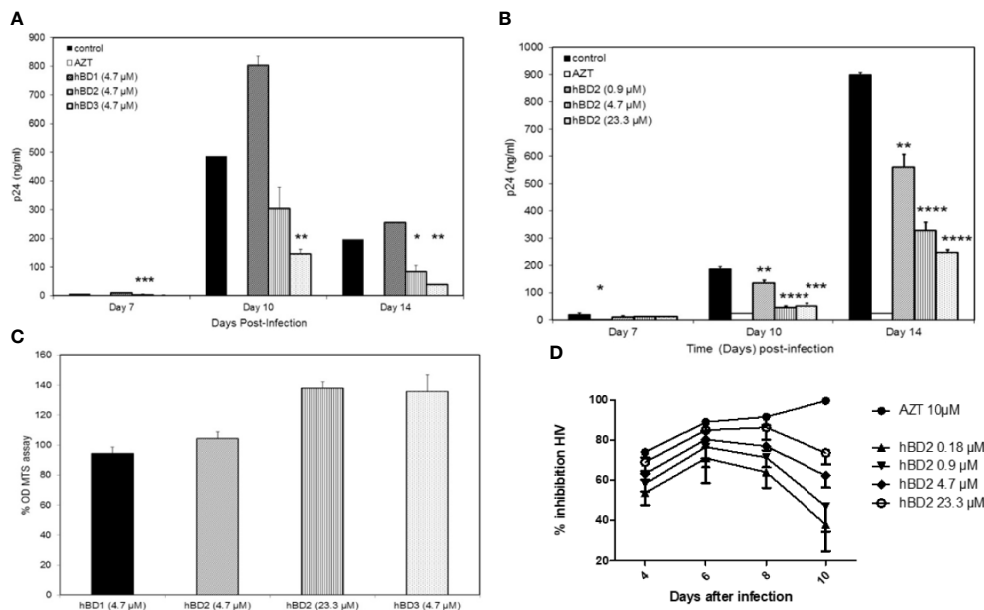 A
900
800
700
600
500
400
300
200
100
0
p24 (ng/ml)
control
AZT
hBD1 (4.7 µM)
hBD2 (4.7 µM)
hBD3 (4.7 µM)
***
**
*
**
Day 7
Day 10
Day 14
Days Post-Infection
B
1000
900
800
700
600
500
400
300
200
100
0
p24 (ng/ml)
control
AZT
hBD2 (0.9 µM)
hBD2 (4.7 µM)
hBD2 (23.3 µM)
*
**
****
***
**
****
****
Day 7
Day 10
Day 14
Time (Days) post-infection
C
160
140
120
100
80
60
40
20
0
% OD MTS assay
hBD1 (4.7 µM)
hBD2 (4.7 µM)
hBD2 (23.3 µM)
hBD3 (4.7 µM)
D
100
80
60
40
20
% inhibibition HIV
4
6
8
10
Days after infection
AZT 10µM
hBD2 0.18 µM
hBD2 0.9 µM
hBD2 4.7 µM
hBD2 23.3 µM